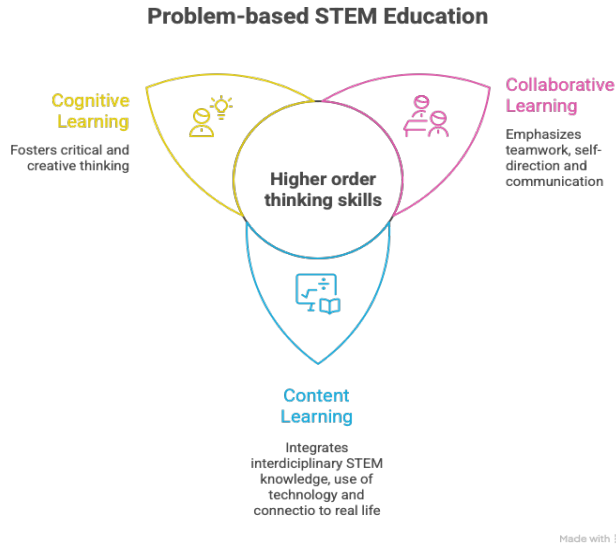 Problem-based STEM Education
Cognitive
Learning
Fosters critical and
creative thinking
Collaborative
Learning
Emphasizes
teamwork, self-
direction and
communication
Higher order
thinking skills
Content
Learning
Integrates
interdiciplinary STEM
knowledge, use of
technology and
connectio to real life
Made with